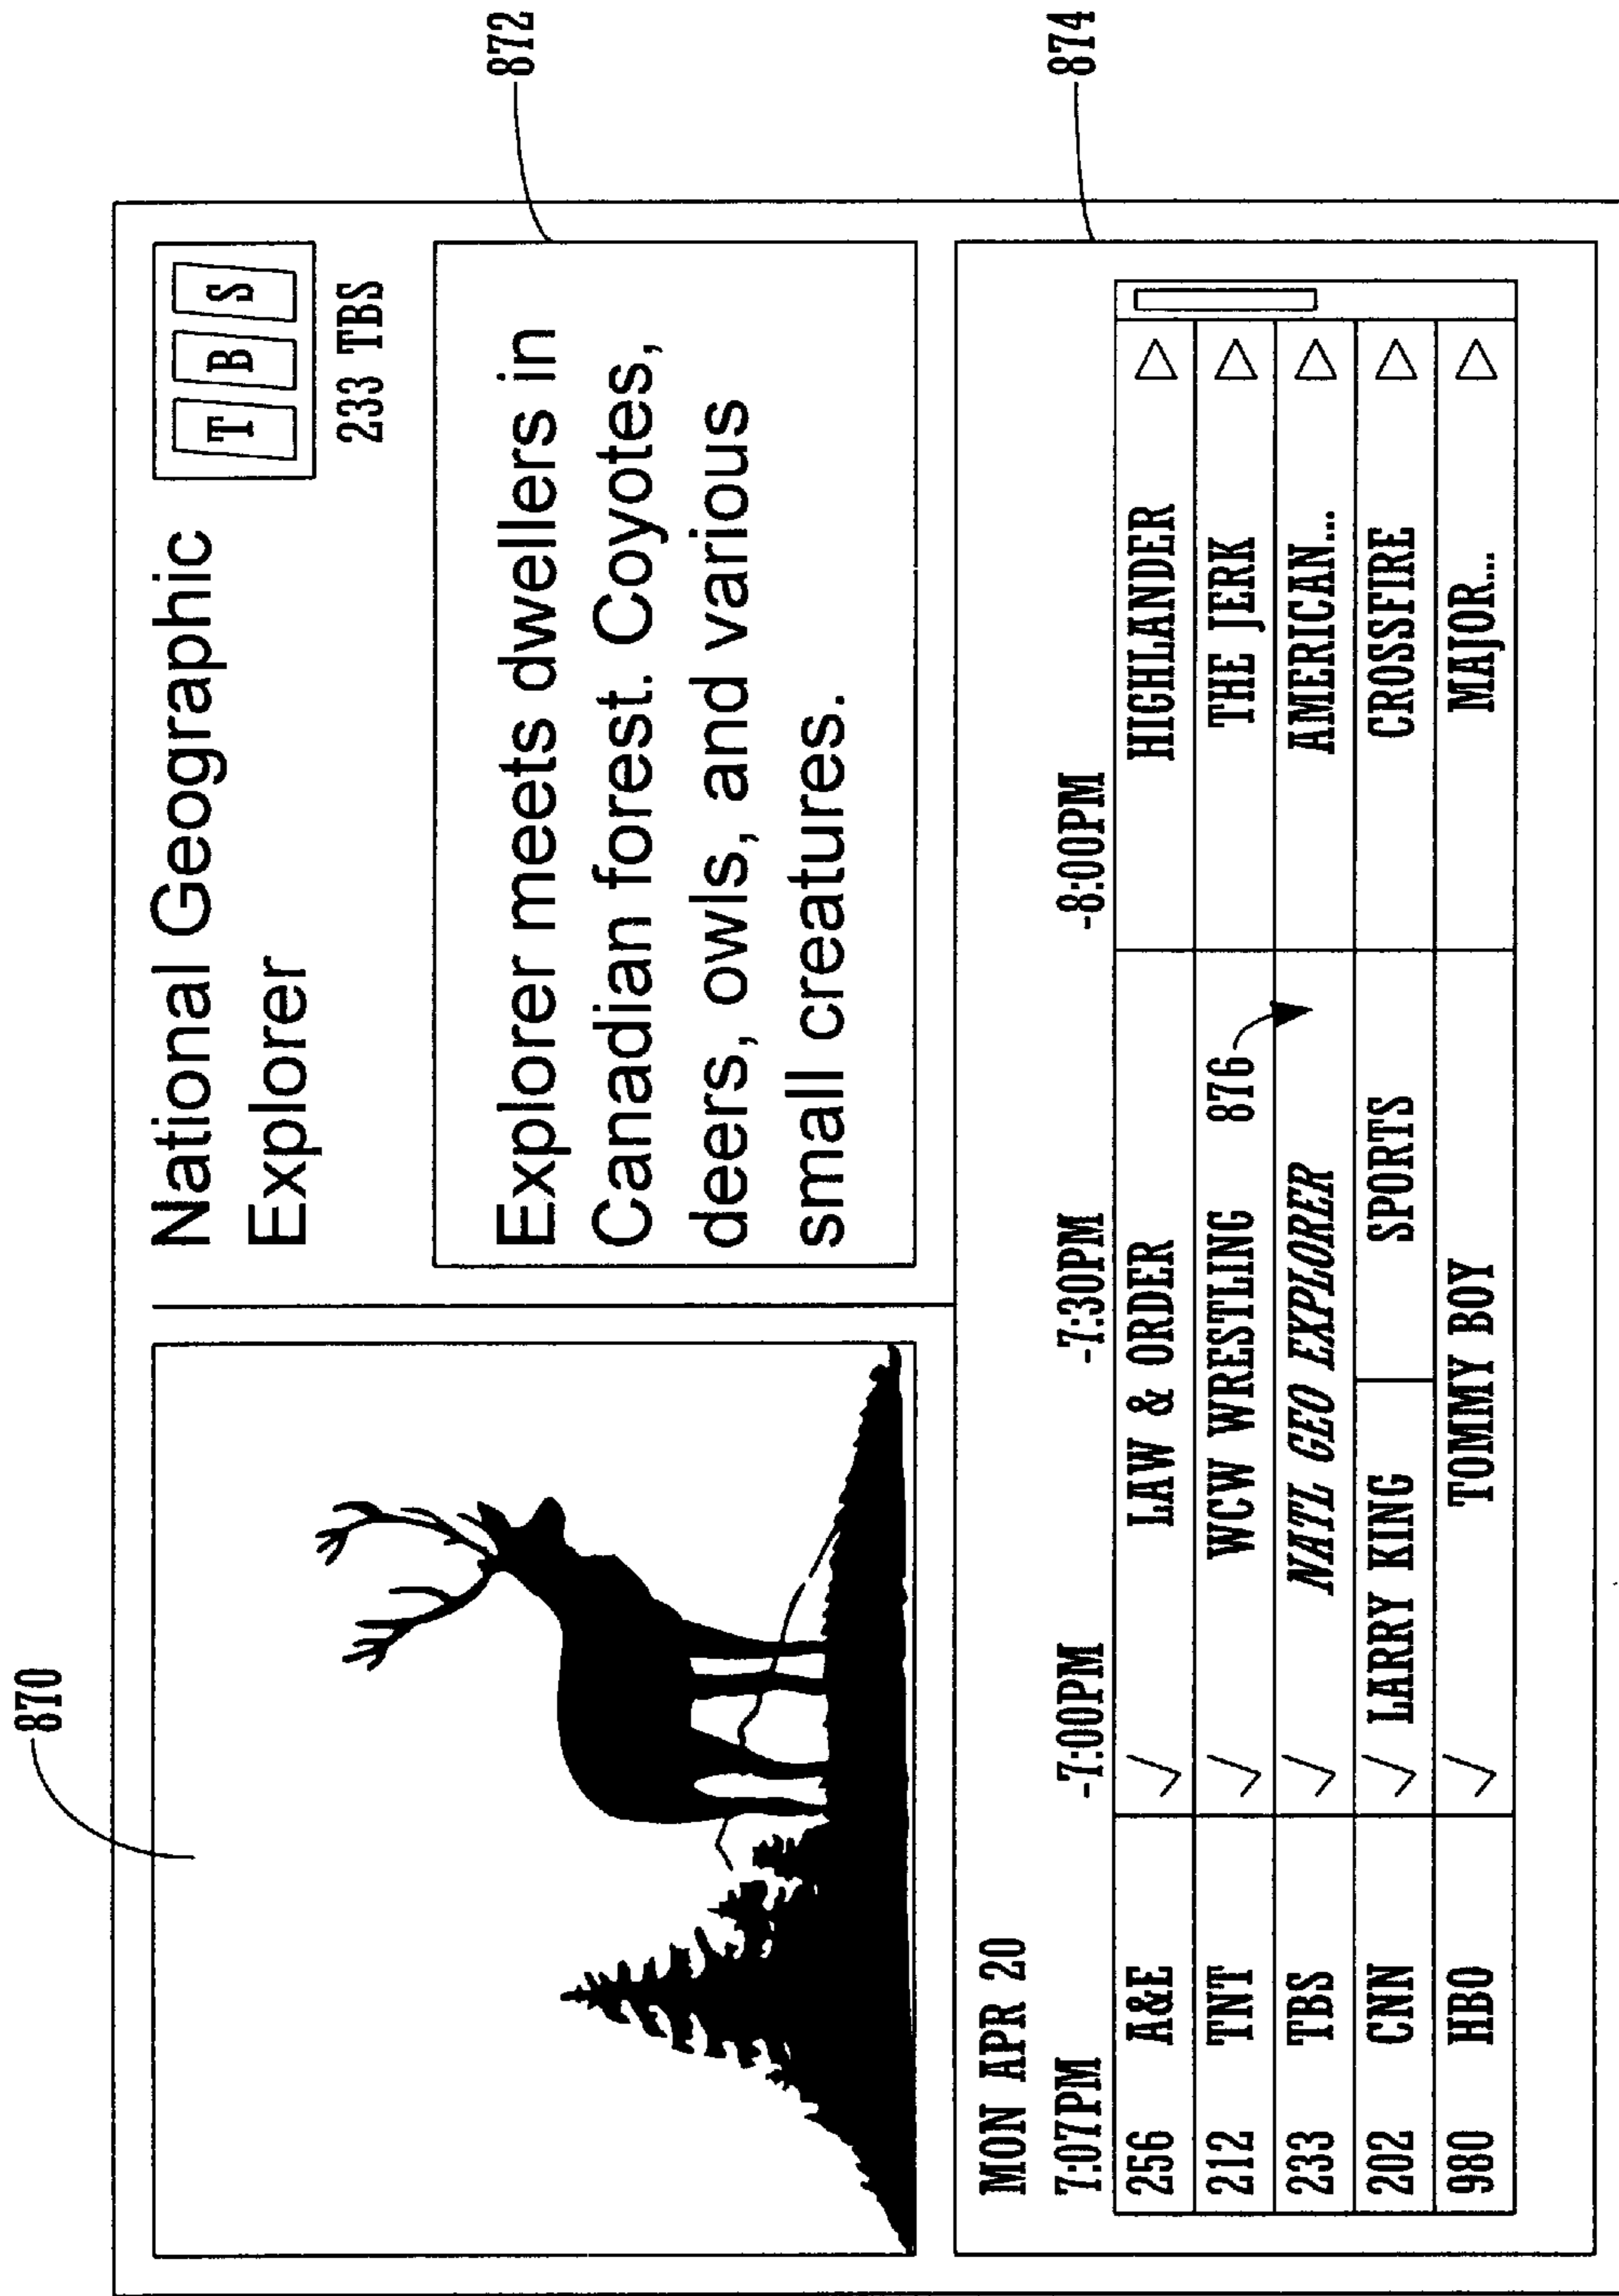 870
National Geographic
Explorer
T B S
233 TBS
872
Explorer meets dwellers in
Canadian forest. Coyotes,
deers, owls, and various
small creatures.
874
MON APR 20
7:07PM -7:00PM -7:30PM -8:00PM
256 A&E √ LAW & ORDER HIGHLANDER
212 TNT √ WCW WRESTLING 876 THE JERK
233 TBS √ NATL GEO EXPLORER AMERICAN...
202 CNN √ LARRY KING SPORTS CROSSFIRE
980 HBO √ TOMMY BOY MAJOR...